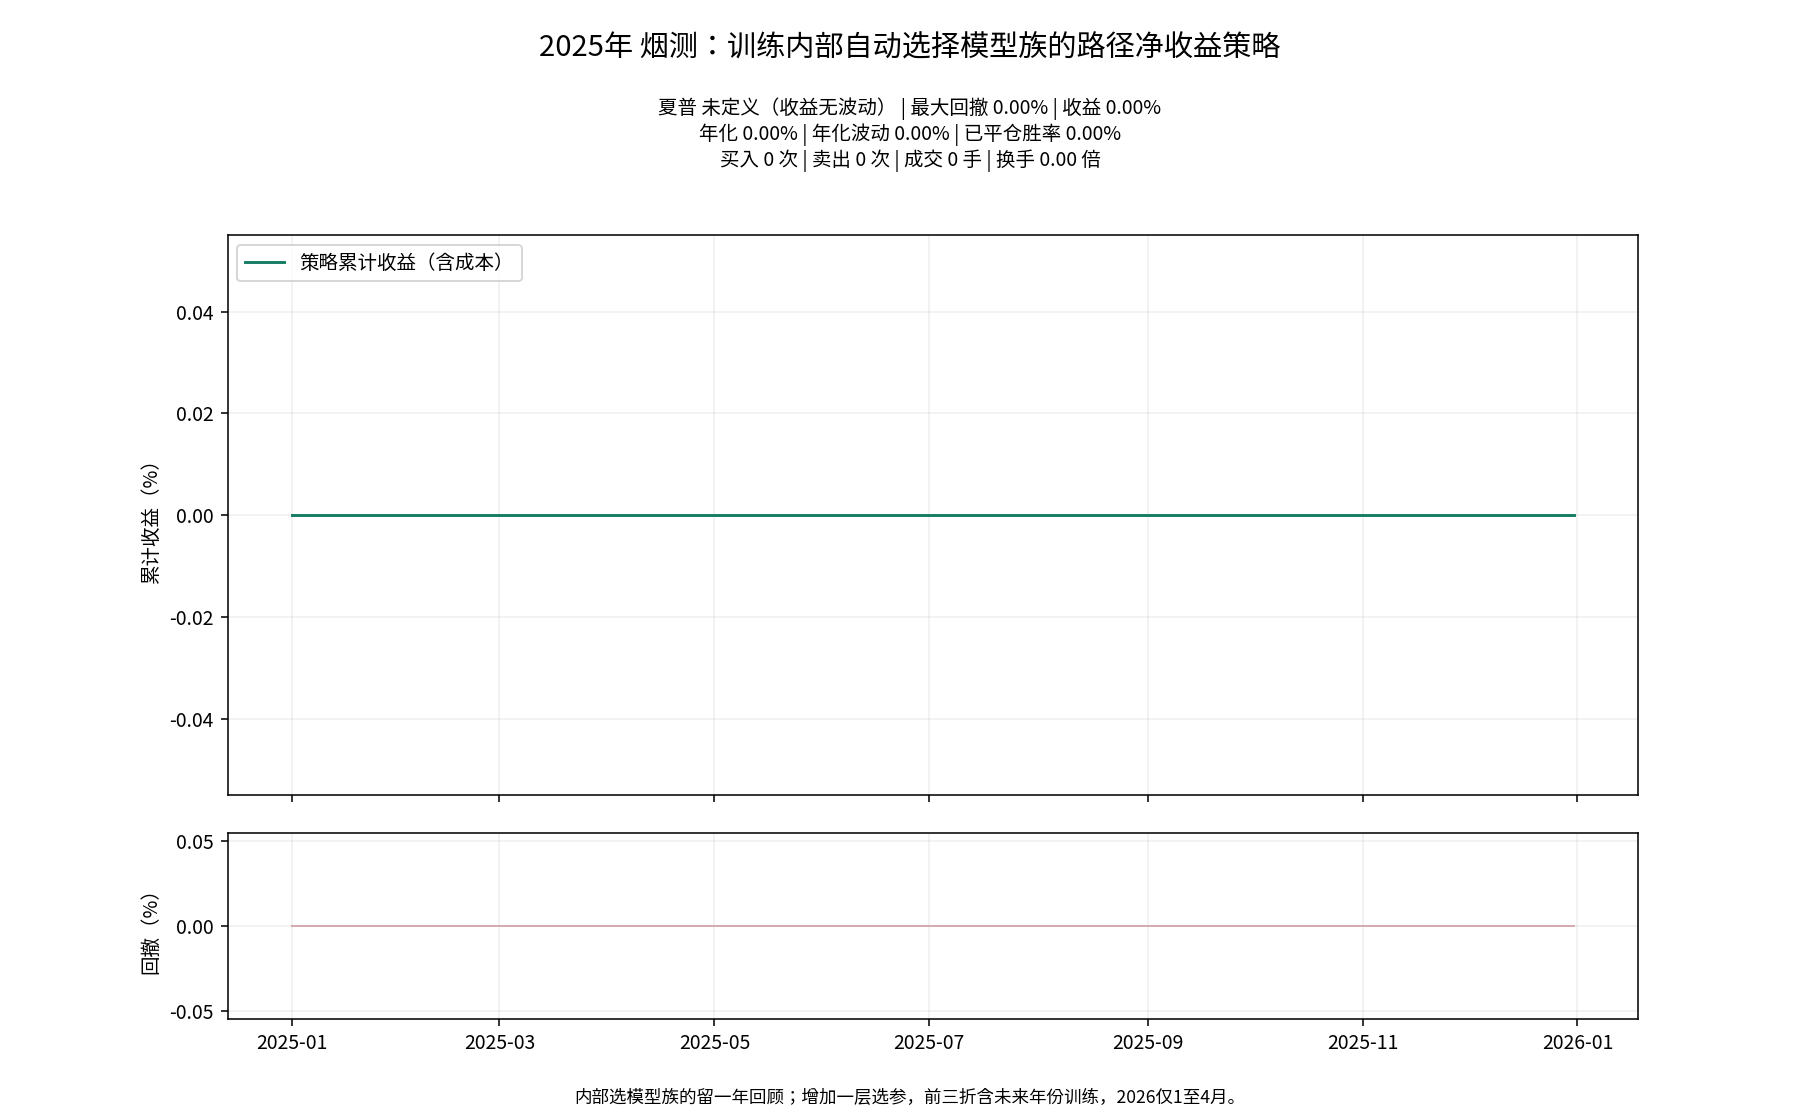 2025年 烟测：训练内部自动选择模型族的路径净收益策略
夏普 未定义（收益无波动） | 最大回撤 0.00% | 收益 0.00%
年化 0.00% | 年化波动 0.00% | 已平仓胜率 0.00%
买入 0 次 | 卖出 0 次 | 成交 0 手 | 换手 0.00 倍
策略累计收益（含成本）
累计收益（%）
0.04
0.02
0.00
-0.02
-0.04
回撤（%）
0.05
0.00
-0.05
2025-01 2025-03 2025-05 2025-07 2025-09 2025-11 2026-01
内部选模型族的留一年回顾；增加一层选参，前三折含未来年份训练，2026仅1至4月。